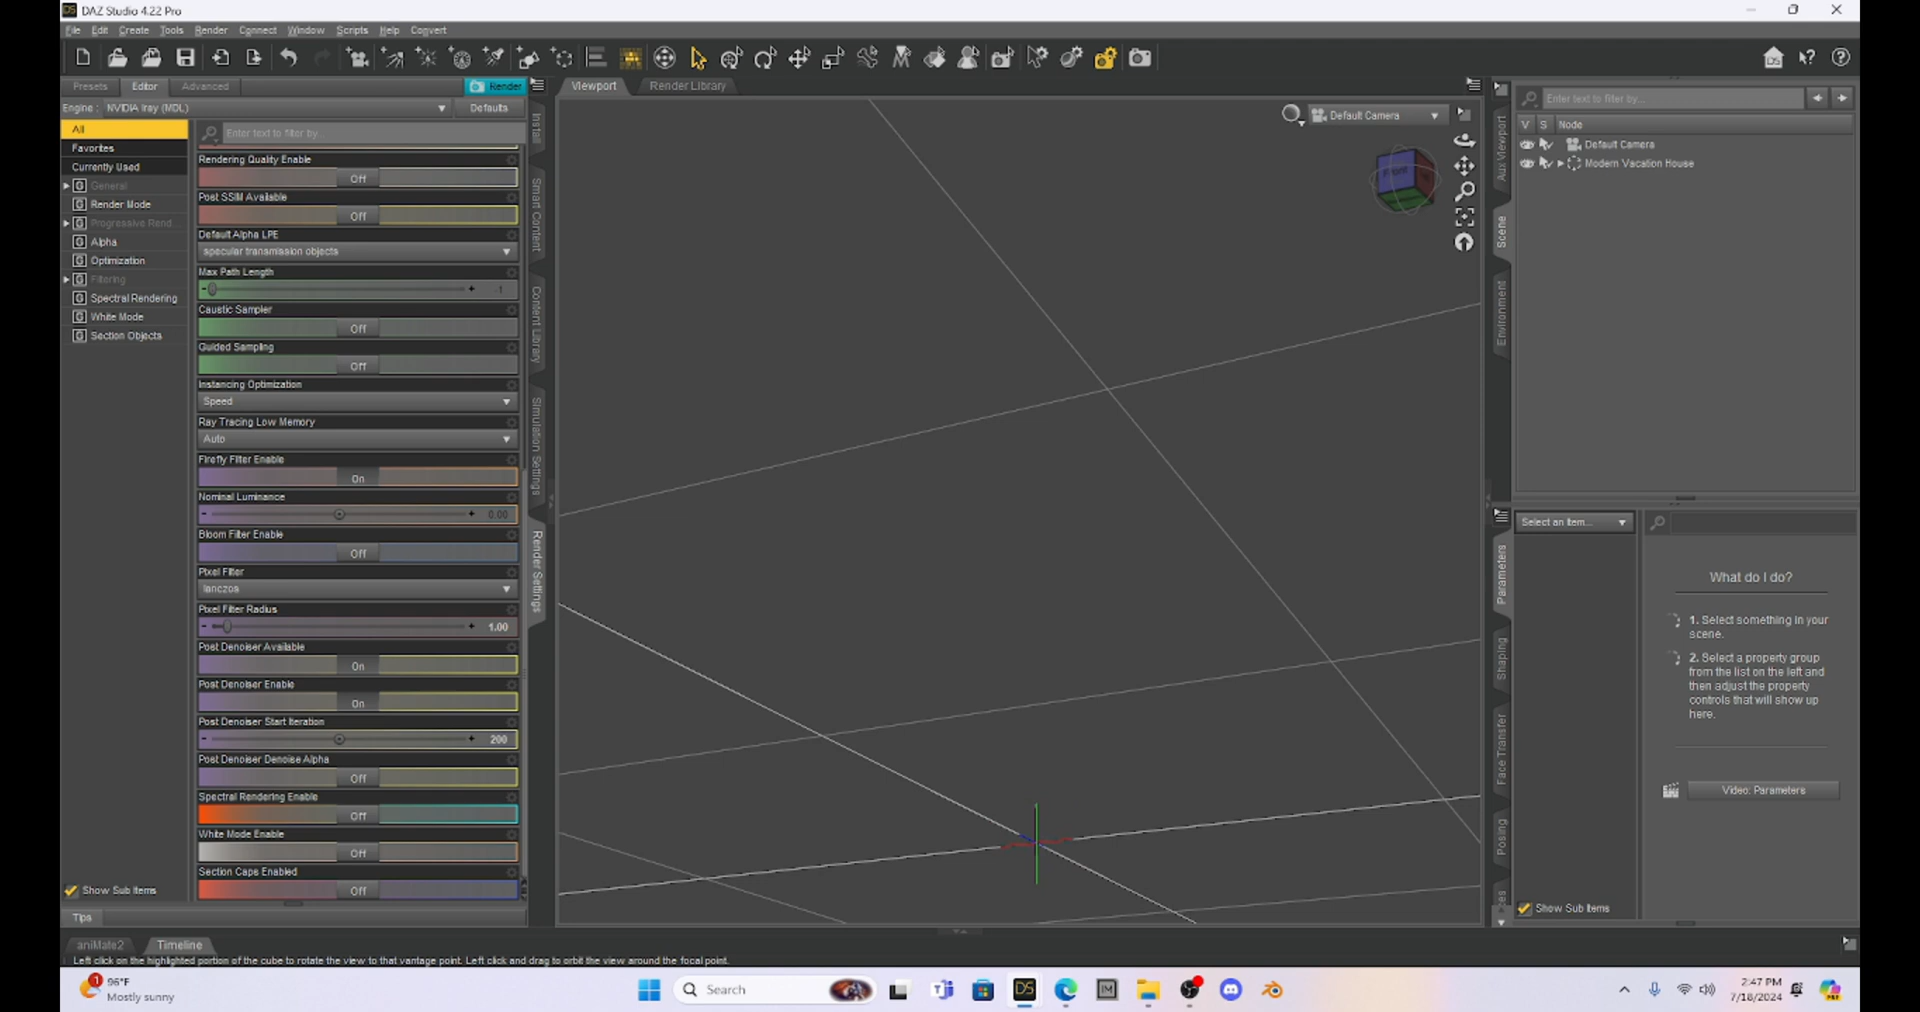 DAZ Studio 4.22 Pro
File Edit Create Tools Render Connect Window Scripts Help Convert
Presets Editor Advanced Render
Engine : NVIDIA Iray (MDL) Defaults
All
Favorites
Currently Used
General
Render Mode
Progressive Rend
Alpha
Optimization
Filtering
Spectral Rendering
White Mode
Section Objects
Show Sub Items
Tips
Enter text to filter by...
Rendering Quality Enable
Off
Post SSIM Available
Off
Default Alpha LPE
specular transmission objects
Max Path Length
-1
Caustic Sampler
Off
Guided Sampling
Off
Instancing Optimization
Speed
Ray Tracing Low Memory
Auto
Firefly Filter Enable
On
Nominal Luminance
0.00
Bloom Filter Enable
Off
Pixel Filter
lanczos
Pixel Filter Radius
1.00
Post Denoiser Available
On
Post Denoiser Enable
On
Post Denoiser Start Iteration
200
Post Denoiser Denoise Alpha
Off
Spectral Rendering Enable
Off
White Mode Enable
Off
Section Caps Enabled
Off
Install
Smart Content
Content Library
Simulation Settings
Render Settings
Viewport Render Library
Default Camera
Front
Aux Viewport
Scene
Environment
Enter text to filter by...
V S Node
Default Camera
Modern Vacation House
Parameters
Shaping
Face Transfer
Posing
Select an Item...
What do I do?
1. Select something in your
scene.
2. Select a property group
from the list on the left and
then adjust the property
controls that will show up
here.
Video: Parameters
Show Sub Items
aniMate2 Timeline
Left click on the highlighted portion of the cube to rotate the view to that vantage point. Left click and drag to orbit the view around the focal point.
1
96°F
Mostly sunny
Search
DS
2:47 PM
7/18/2024